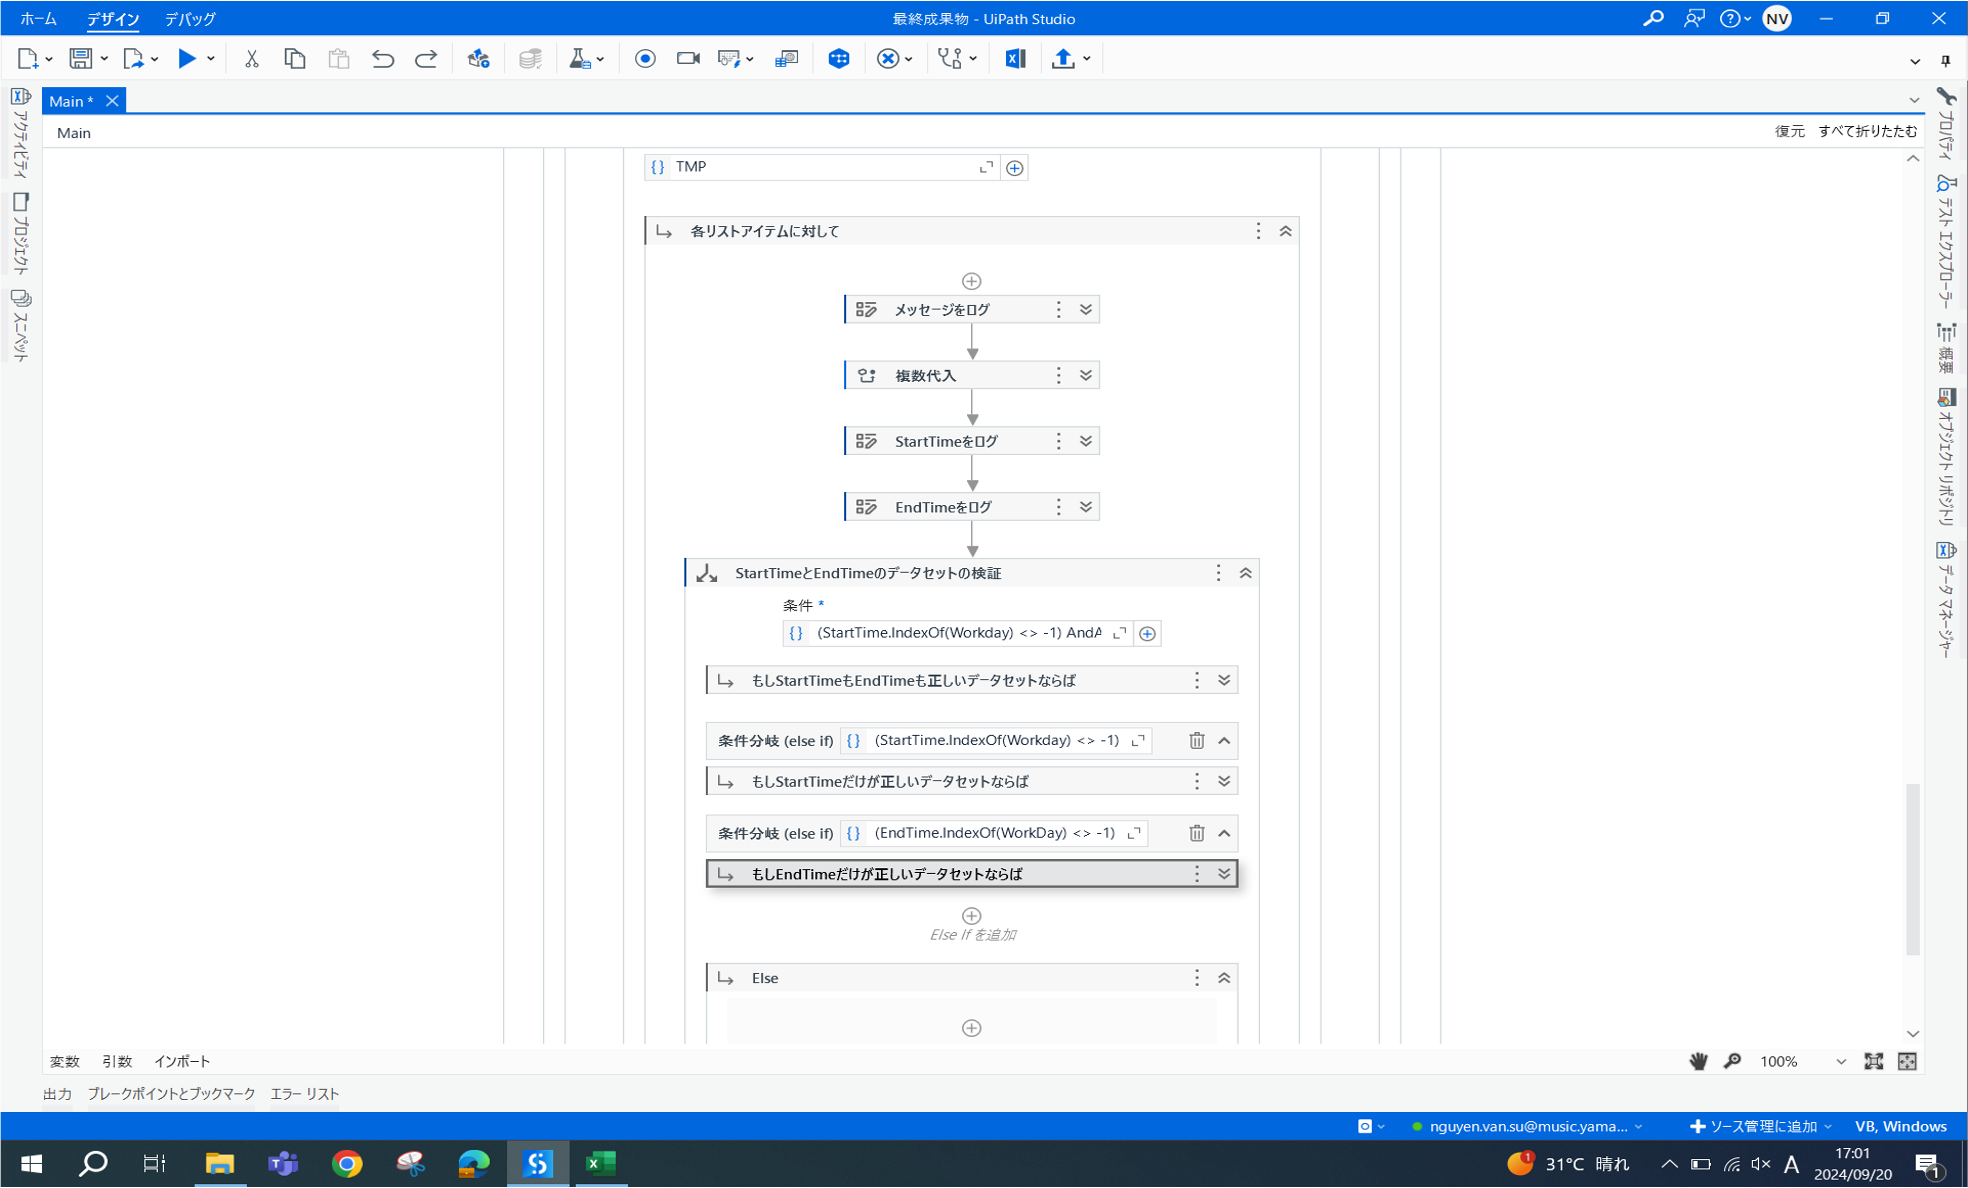 ホーム デザイン デバッグ 最終成果物 - UiPath Studio NV
Main *
Main 復元 すべて折りたたむ
アクティビティ
プロジェクト
スニペット
プロパティ
テスト エクスプローラー
概要
オブジェクト リポジトリ
データ マネージャー
{} TMP
各リストアイテムに対して
メッセージをログ
複数代入
StartTimeをログ
EndTimeをログ
StartTimeとEndTimeのデータセットの検証
条件 *
{} (StartTime.IndexOf(Workday) <> -1) AndA
もしStartTimeもEndTimeも正しいデータセットならば
条件分岐 (else if) {} (StartTime.IndexOf(Workday) <> -1)
もしStartTimeだけが正しいデータセットならば
条件分岐 (else if) {} (EndTime.IndexOf(WorkDay) <> -1)
もしEndTimeだけが正しいデータセットならば
Else If を追加
Else
変数 引数 インポート 100%
出力 ブレークポイントとブックマーク エラー リスト
nguyen.van.su@music.yama... ソース管理に追加 VB, Windows
1 31°C 晴れ A 17:01
2024/09/20 1